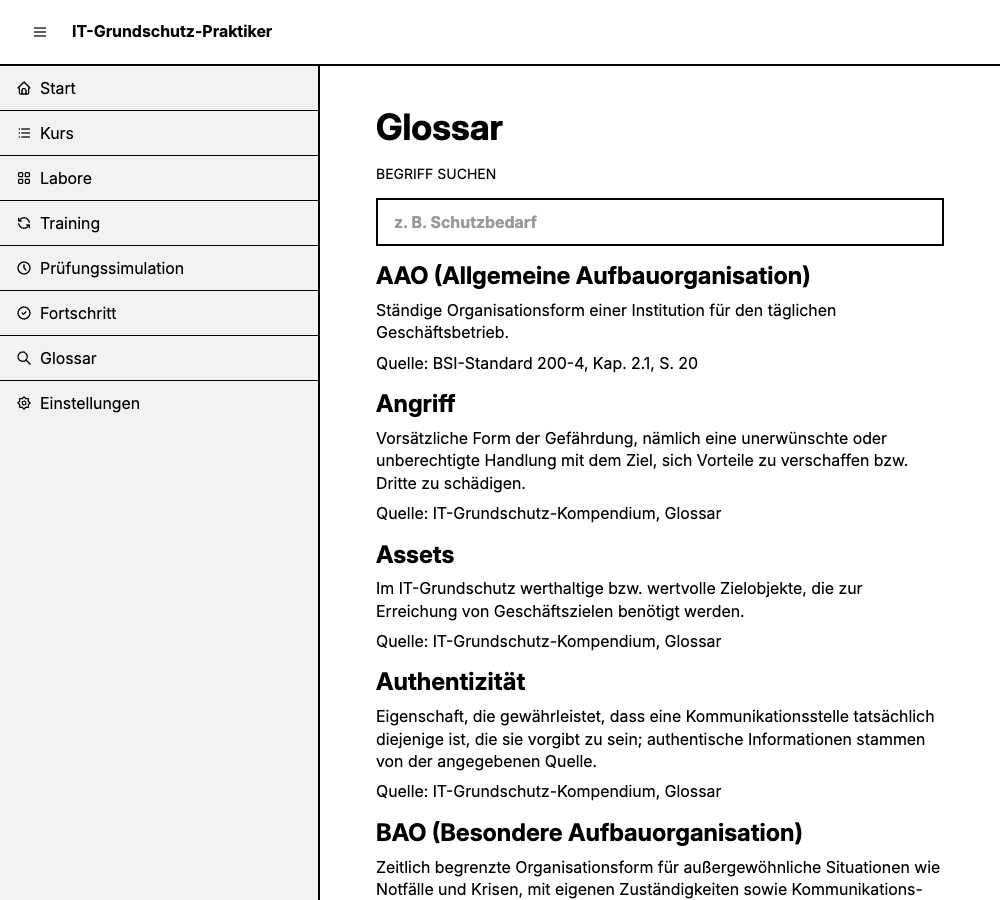 IT-Grundschutz-Praktiker
Start
Kurs
Labore
Training
Prüfungssimulation
Fortschritt
Glossar
Einstellungen
Glossar
BEGRIFF SUCHEN
z. B. Schutzbedarf
AAO (Allgemeine Aufbauorganisation)
Ständige Organisationsform einer Institution für den täglichen
Geschäftsbetrieb.
Quelle: BSI-Standard 200-4, Kap. 2.1, S. 20
Angriff
Vorsätzliche Form der Gefährdung, nämlich eine unerwünschte oder
unberechtigte Handlung mit dem Ziel, sich Vorteile zu verschaffen bzw.
Dritte zu schädigen.
Quelle: IT-Grundschutz-Kompendium, Glossar
Assets
Im IT-Grundschutz werthaltige bzw. wertvolle Zielobjekte, die zur
Erreichung von Geschäftszielen benötigt werden.
Quelle: IT-Grundschutz-Kompendium, Glossar
Authentizität
Eigenschaft, die gewährleistet, dass eine Kommunikationsstelle tatsächlich
diejenige ist, die sie vorgibt zu sein; authentische Informationen stammen
von der angegebenen Quelle.
Quelle: IT-Grundschutz-Kompendium, Glossar
BAO (Besondere Aufbauorganisation)
Zeitlich begrenzte Organisationsform für außergewöhnliche Situationen wie
Notfälle und Krisen, mit eigenen Zuständigkeiten sowie Kommunikations-